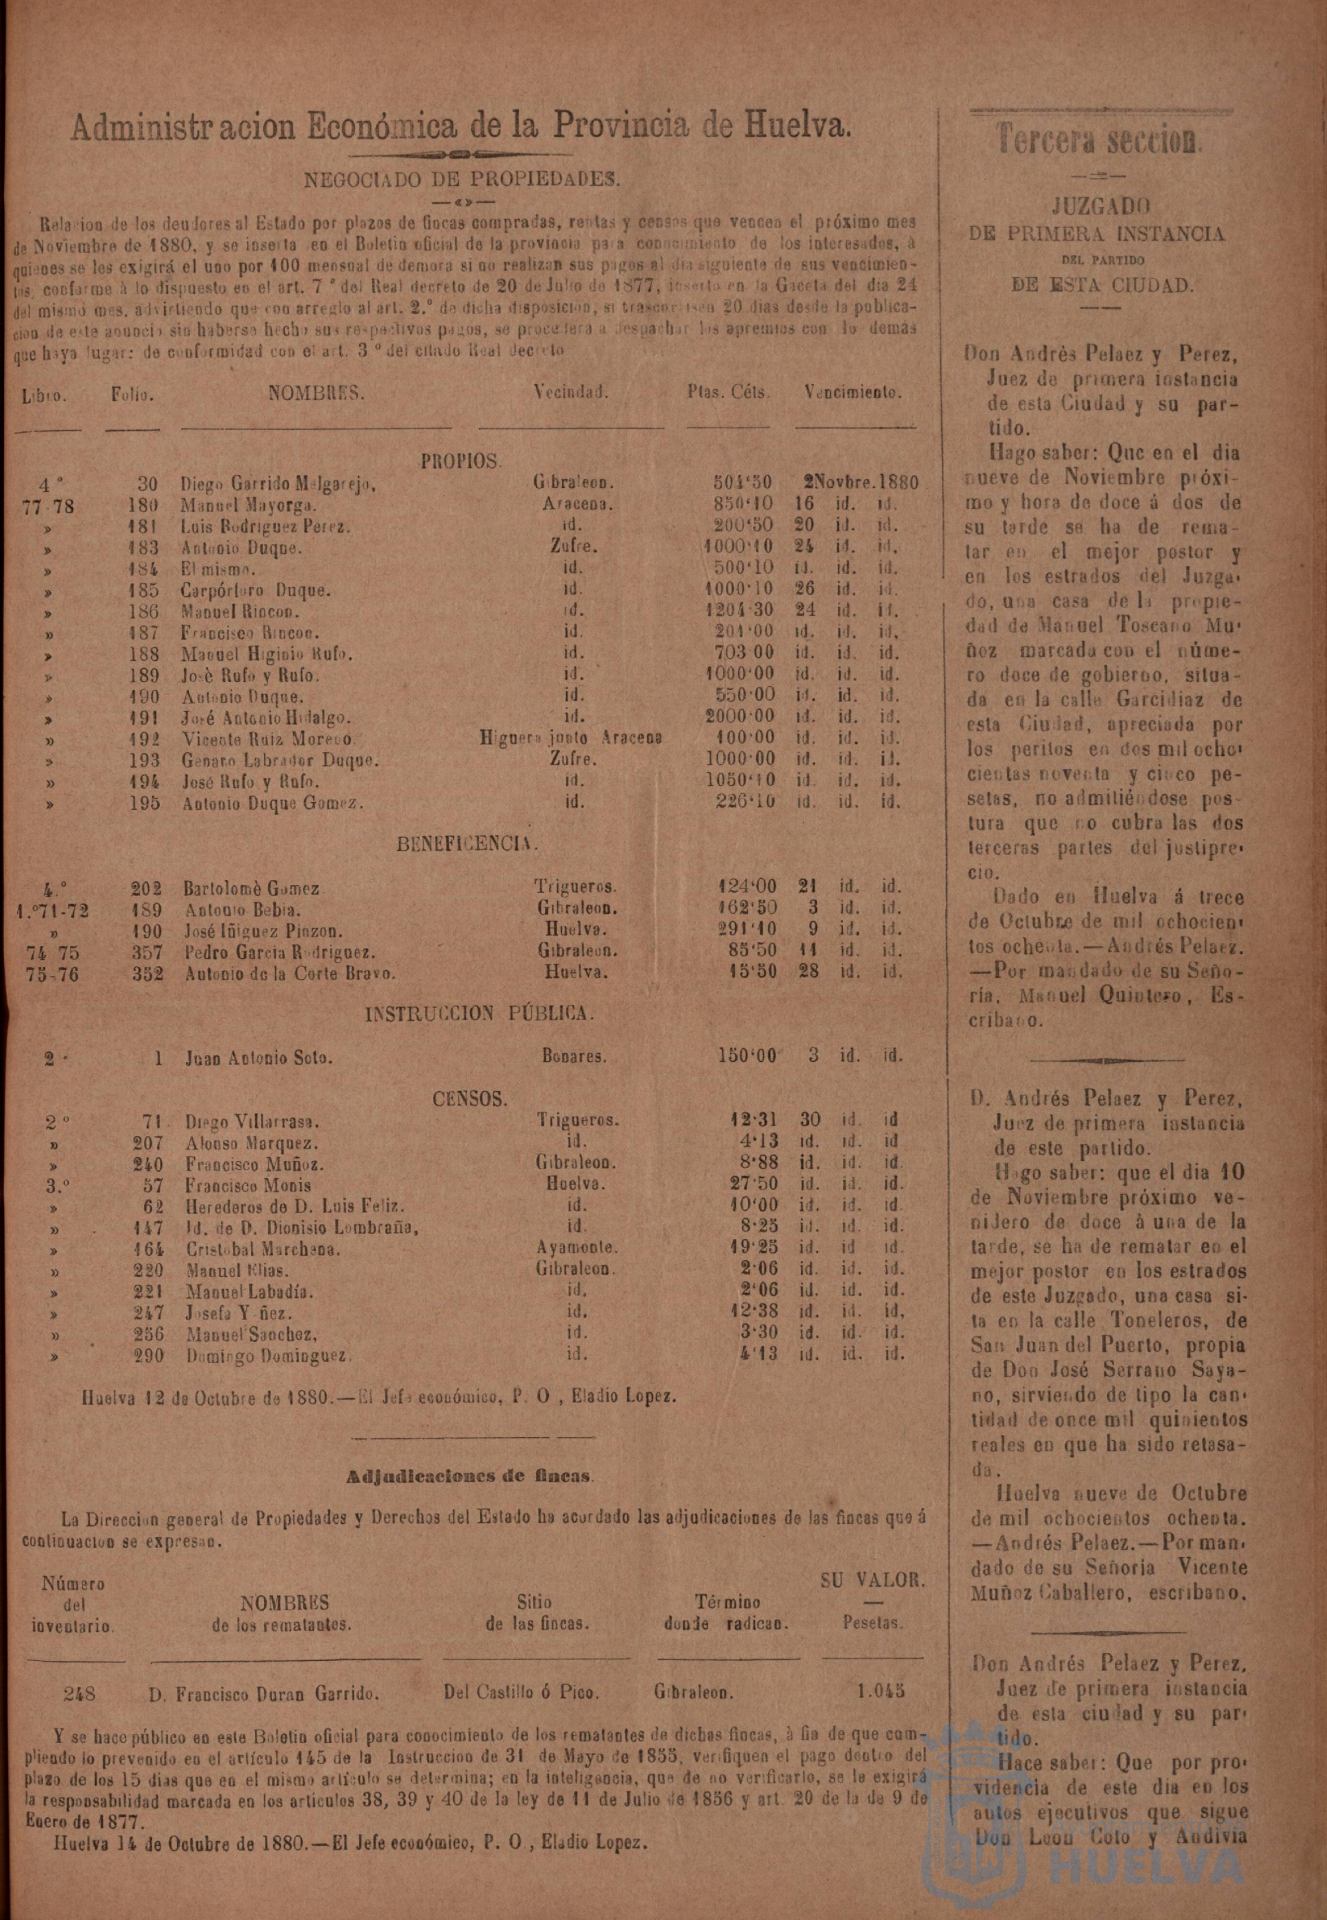 Administracion Económica de la Provincia de Huelva.
NEGOCIADO DE PROPIEDADES.
Relacion de los deudores al Estado por plazos de fincas compradas, rentas y censos que vencen el próximo mes
de Noviembre de 1880, y se inserta en el Boletin oficial de la provincia para conocimiento de los interesados, à
quienes se les exigirá el uno por 100 mensual de demora si no realizan sus pagos al dia siguiente de sus vencimien-
tos, conforme à lo dispuesto en el art. 7º del Real decreto de 20 de Julio de 1877, inserto en la Gaceta del dia 24
del mismo mes, advirtiendo que con arreglo al art. 2.º de dicha disposicion, si trascurriesen 20 dias desde la publica-
cion de este anuncio sin haberse hecho sus respectivos pagos, se procederá a despachar los apremios con lo demás
que haya lugar: de conformidad con el art. 3º del citado Real decreto
Libro. Folio. NOMBRES. Vecindad. Ptas. Céts. Vencimiento.
PROPIOS.
4º 30 Diego Garrido Melgarejo, Gibraleon. 504'50 2 Novbre. 1880
77-78 180 Manuel Mayorga. Aracena. 850'10 16 id. id.
» 181 Luis Rodriguez Perez. id. 200'50 20 id. id.
» 183 Antonio Duque. Zufre. 1000'10 24 id. id.
» 184 El mismo. id. 500'10 id. id. id.
» 185 Carpóforo Duque. id. 1000'10 26 id. id.
» 186 Manuel Rincon. id. 1204'30 24 id. id.
» 187 Francisco Rincon. id. 201'00 id. id. id.
» 188 Manuel Higinio Rufo. id. 703 00 id. id. id.
» 189 Josè Rufo y Rufo. id. 1000'00 id. id. id.
» 190 Antonio Duque. id. 550'00 id. id. id.
» 191 José Antonio Hidalgo. id. 2000'00 id. id. id.
» 192 Vicente Ruiz Moreno. Higuera junto Aracena 100'00 id. id. id.
» 193 Genaro Labrador Duque. Zufre. 1000'00 id. id. id.
» 194 José Rufo y Rufo. id. 1050'10 id. id. id.
» 195 Antonio Duque Gomez. id. 226'10 id. id. id.
BENEFICENCIA.
4.º 202 Bartolomè Gomez Trigueros. 124'00 21 id. id.
1.º 71-72 189 Antonio Bebia. Gibraleon. 162'50 3 id. id.
» 190 José Iñiguez Pinzon. Huelva. 291'10 9 id. id.
74 75 357 Pedro Garcia Rodriguez. Gibraleon. 85'50 11 id. id.
75-76 352 Antonio de la Corte Bravo. Huelva. 15'50 28 id. id.
INSTRUCCION PÚBLICA.
2· 1 Juan Antonio Soto. Bonares. 150'00 3 id. id.
CENSOS.
2º 71 Diego Villarrasa. Trigueros. 12'31 30 id. id
» 207 Alonso Marquez. id. 4'13 id. id. id
» 240 Francisco Muñoz. Gibraleon. 8'88 id. id. id.
3.º 57 Francisco Monis Huelva. 27'50 id. id. id.
» 62 Herederos de D. Luis Feliz. id. 10'00 id. id. id.
» 147 Id. de D. Dionisio Lombraña, id. 8'25 id. id. id.
» 164 Cristobal Marchena. Ayamonte. 19'25 id. id id.
» 220 Manuel Elias. Gibraleon. 2'06 id. id. id.
» 221 Manuel Labadía. id, 2'06 id. id. id.
» 247 Josefa Y ñez. id, 12'38 id. id. id,
» 256 Manuel Sanchez, id. 3'30 id. id. id.
» 290 Domingo Dominguez. id. 4'13 id. id. id.
Huelva 12 de Octubre de 1880.—El Jefe económico, P. O, Eladio Lopez.
Adjudicaciones de fincas.
La Direccion general de Propiedades y Derechos del Estado ha acordado las adjudicaciones de las fincas que á
continuacion se expresan.
Número del inventario. NOMBRES de los rematantes. Sitio de las fincas. Término donde radican. SU VALOR. — Pesetas.
248 D. Francisco Duran Garrido. Del Castillo ó Pico. Gibraleon. 1.045
Y se hace público en este Boletin oficial para conocimiento de los rematantes de dichas fincas, à fin de que cum-
pliendo lo prevenido en el artículo 145 de la Instruccion de 31 de Mayo de 1855, verifiquen el pago dentro del
plazo de los 15 dias que en el mismo artículo se determina; en la inteligencia, que de no verificarlo, se le exigirá
la responsabilidad marcada en los articulos 38, 39 y 40 de la ley de 11 de Julio de 1856 y art. 20 de la de 9 de
Enero de 1877.
Huelva 14 de Octubre de 1880.—El Jefe económico, P. O., Eladio Lopez.
Tercera seccion.
JUZGADO
DE PRIMERA INSTANCIA
DEL PARTIDO
DE ESTA CIUDAD.
Don Andrés Pelaez y Perez,
Juez de primera instancia
de esta Ciudad y su par-
tido.
Hago saber: Que en el dia
nueve de Noviembre próxi-
mo y hora de doce á dos de
su tarde se ha de rema-
tar en el mejor postor y
en los estrados del Juzga-
do, una casa de la propie-
dad de Manuel Toscano Mu-
ñoz marcada con el núme-
ro doce de gobierno, situa-
da en la calle Garcidiaz de
esta Ciudad, apreciada por
los peritos en dos mil ocho-
cientas noventa y cinco pe-
setas, no admitiéndose pos-
tura que no cubra las dos
terceras partes del justipre-
cio.
Dado en Huelva á trece
de Octubre de mil ochocien-
tos ochenta.—Andrés Pelaez.
—Por mandado de su Seño-
ría, Manuel Quintero, Es-
cribano.
D. Andrés Pelaez y Perez,
Juez de primera instancia
de este partido.
Hago saber: que el dia 10
de Noviembre próximo ve-
nidero de doce à una de la
tarde, se ha de rematar en el
mejor postor en los estrados
de este Juzgado, una casa si-
ta en la calle Toneleros, de
San Juan del Puerto, propia
de Don José Serrano Saya-
no, sirviendo de tipo la can-
tidad de once mil quinientos
reales en que ha sido retasa-
da.
Huelva nueve de Octubre
de mil ochocientos ochenta.
—Andrés Pelaez.—Por man-
dado de su Señoria Vicente
Muñoz Caballero, escribano.
Don Andrés Pelaez y Perez,
Juez de primera instancia
de esta ciudad y su par-
tido.
Hace saber: Que por pro-
videncia de este dia en los
autos ejecutivos que sigue
Don Leon Coto y Andivia
HUELVA